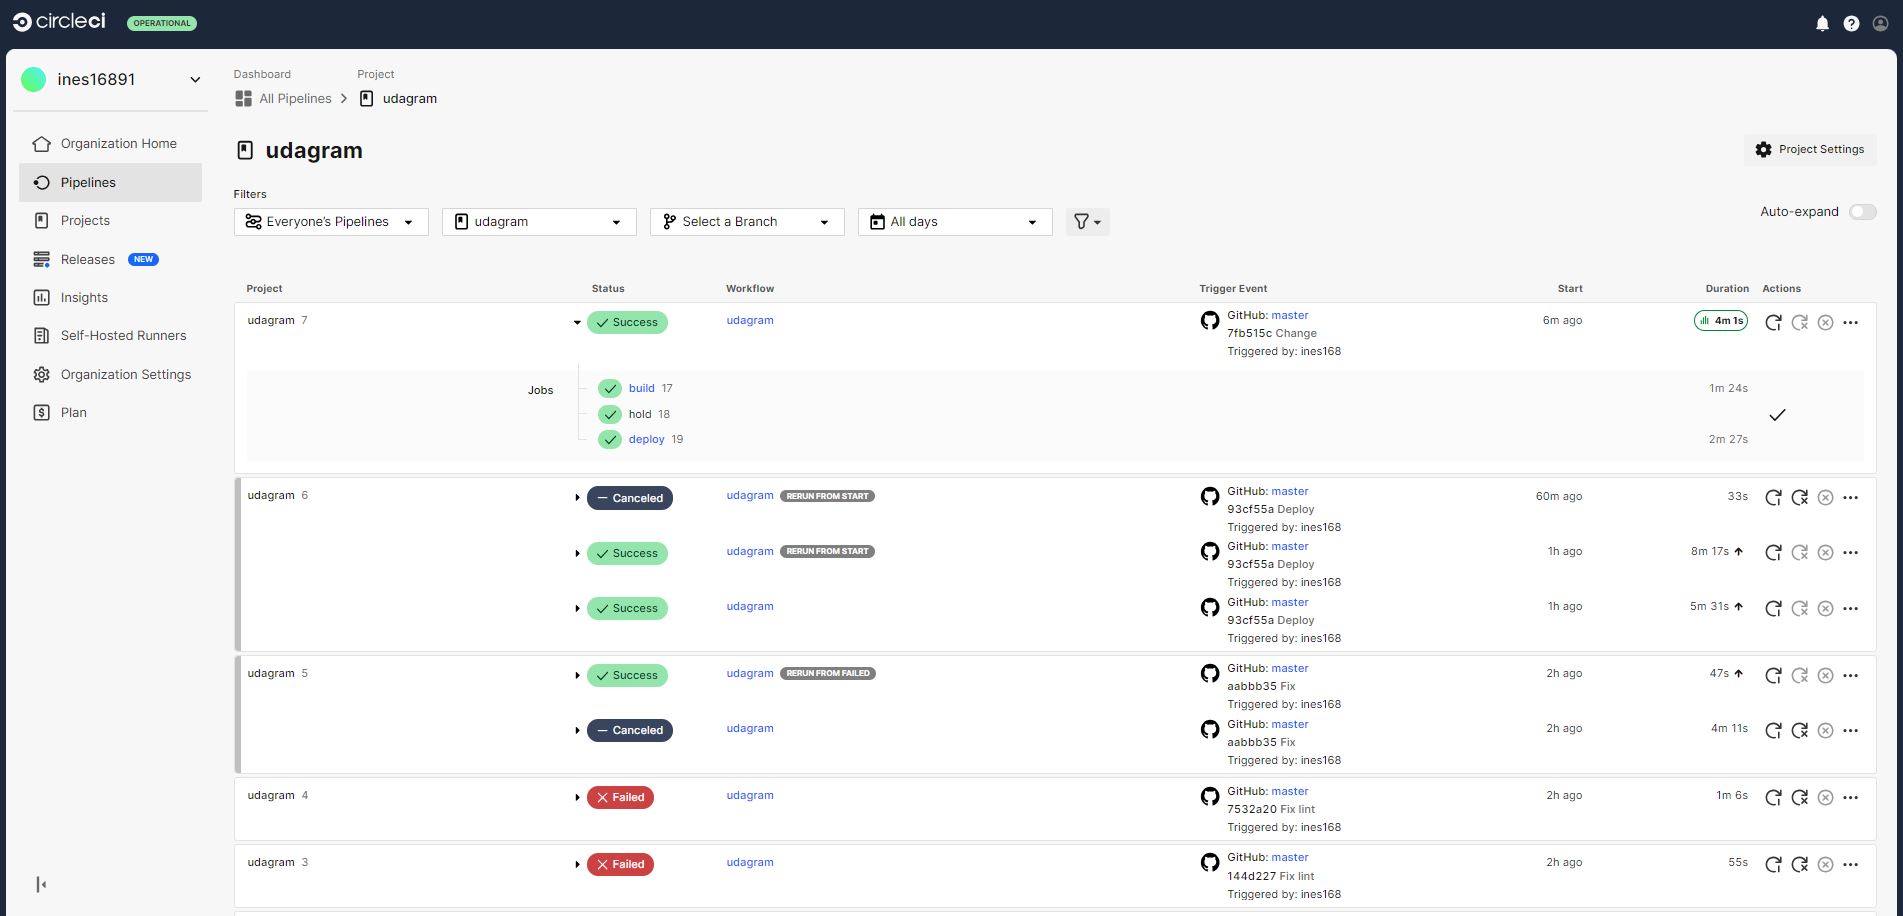 circleci
OPERATIONAL
ines16891
Organization Home
Pipelines
Projects
Releases NEW
Insights
Self-Hosted Runners
Organization Settings
Plan
Dashboard Project
All Pipelines udagram
udagram
Project Settings
Filters
Everyone's Pipelines udagram Select a Branch All days
Auto-expand
Project Status Workflow Trigger Event Start Duration Actions
udagram 7 Success udagram GitHub: master 6m ago 4m 1s
7fb515c Change
Triggered by: ines168
Jobs build 17 1m 24s
hold 18
deploy 19 2m 27s
udagram 6 Canceled udagram RERUN FROM START GitHub: master 60m ago 33s
93cf55a Deploy
Triggered by: ines168
Success udagram RERUN FROM START GitHub: master 1h ago 8m 17s
93cf55a Deploy
Triggered by: ines168
Success udagram GitHub: master 1h ago 5m 31s
93cf55a Deploy
Triggered by: ines168
udagram 5 Success udagram RERUN FROM FAILED GitHub: master 2h ago 47s
aabbb35 Fix
Triggered by: ines168
Canceled udagram GitHub: master 2h ago 4m 11s
aabbb35 Fix
Triggered by: ines168
udagram 4 Failed udagram GitHub: master 2h ago 1m 6s
7532a20 Fix lint
Triggered by: ines168
udagram 3 Failed udagram GitHub: master 2h ago 55s
144d227 Fix lint
Triggered by: ines168